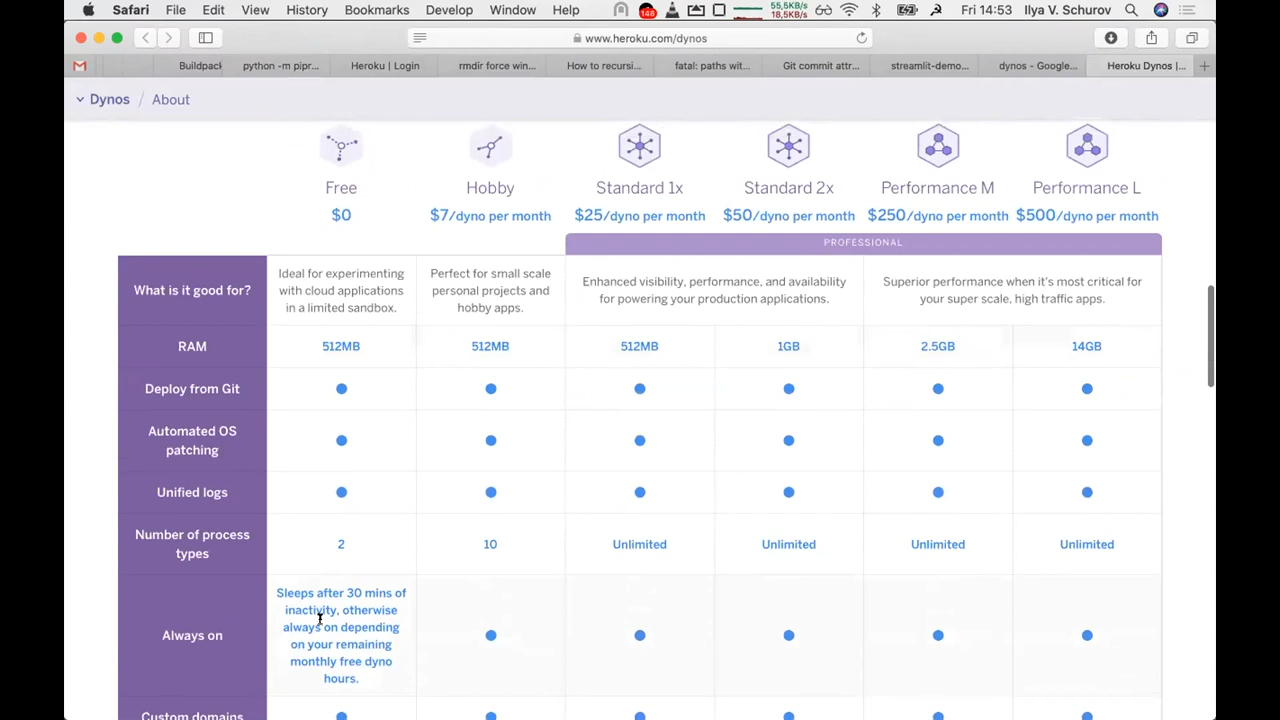 Safari File Edit View History Bookmarks Develop Window Help 146 55,5KB/s 18,5KB/s Fri 14:53 Ilya V. Schurov
www.heroku.com/dynos
Buildpack python -m pipr... Heroku | Login rmdir force win... How to recursi... fatal: paths wit... Git commit attr... streamlit-demo... dynos - Google... Heroku Dynos |...
Dynos / About
Free Hobby Standard 1x Standard 2x Performance M Performance L
$0 $7/dyno per month $25/dyno per month $50/dyno per month $250/dyno per month $500/dyno per month
PROFESSIONAL
What is it good for?
Ideal for experimenting
with cloud applications
in a limited sandbox.
Perfect for small scale
personal projects and
hobby apps.
Enhanced visibility, performance, and availability
for powering your production applications.
Superior performance when it's most critical for
your super scale, high traffic apps.
RAM 512MB 512MB 512MB 1GB 2.5GB 14GB
Deploy from Git
Automated OS
patching
Unified logs
Number of process
types
2 10 Unlimited Unlimited Unlimited Unlimited
Always on
Sleeps after 30 mins of
inactivity, otherwise
always on depending
on your remaining
monthly free dyno
hours.
Custom domains